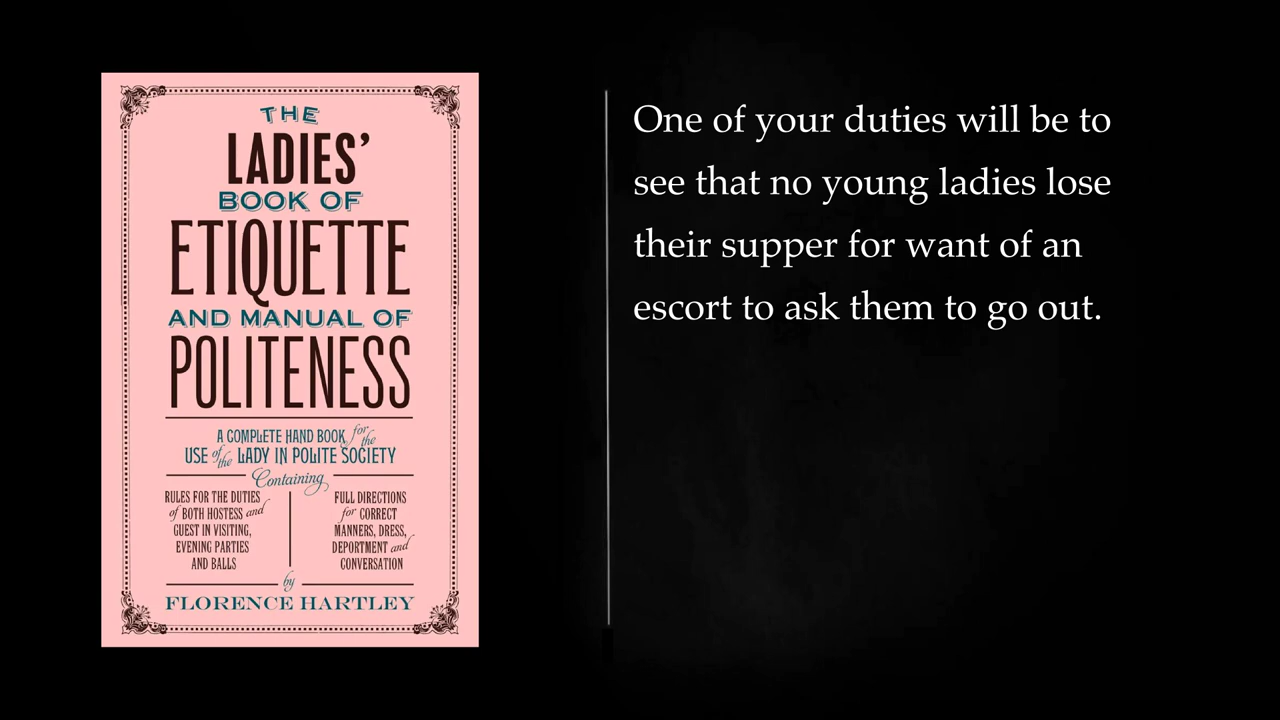 THE
LADIES'
BOOK OF
ETIQUETTE
AND MANUAL OF
POLITENESS
A COMPLETE HAND BOOK for the
USE of the LADY IN POLITE SOCIETY
Containing
RULES FOR THE DUTIES
of BOTH HOSTESS and
GUEST IN VISITING,
EVENING PARTIES
AND BALLS
FULL DIRECTIONS
for CORRECT
MANNERS, DRESS,
DEPORTMENT and
CONVERSATION
by
FLORENCE HARTLEY
One of your duties will be to
see that no young ladies lose
their supper for want of an
escort to ask them to go out.